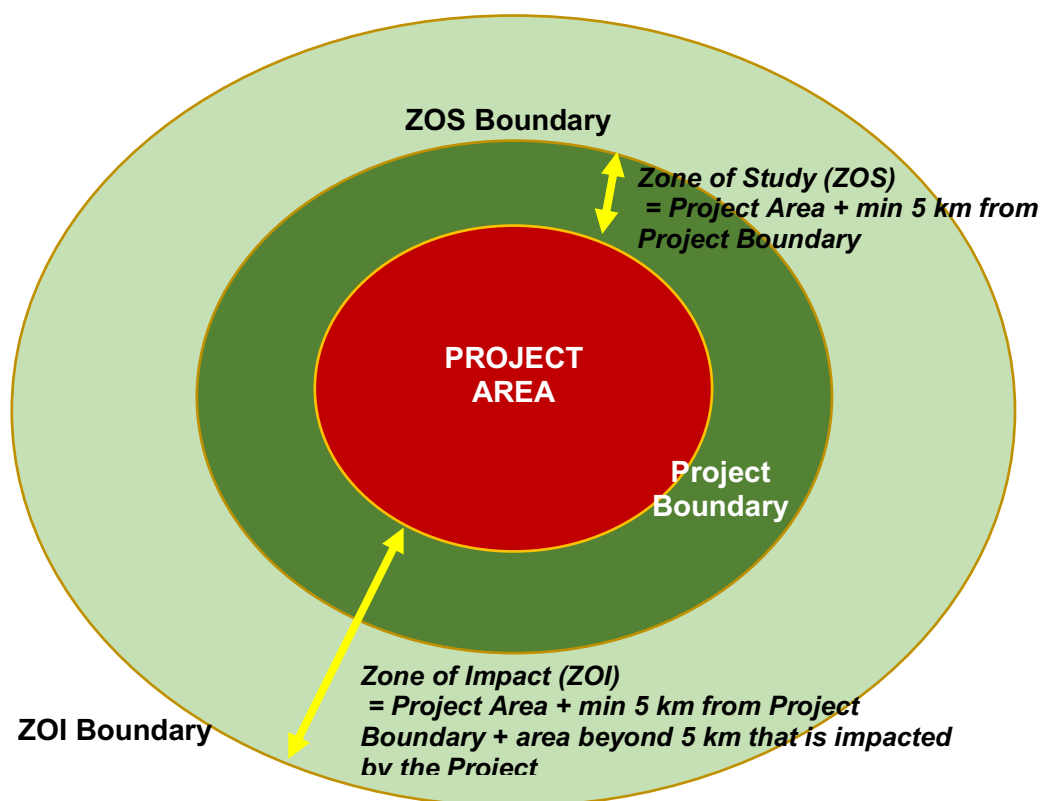 ZOS Boundary
Zone of Study (ZOS)
= Project Area + min 5 km from
Project Boundary
PROJECT
AREA
Project
Boundary
Zone of Impact (ZOI)
= Project Area + min 5 km from Project
Boundary + area beyond 5 km that is impacted
by the Project
ZOI Boundary